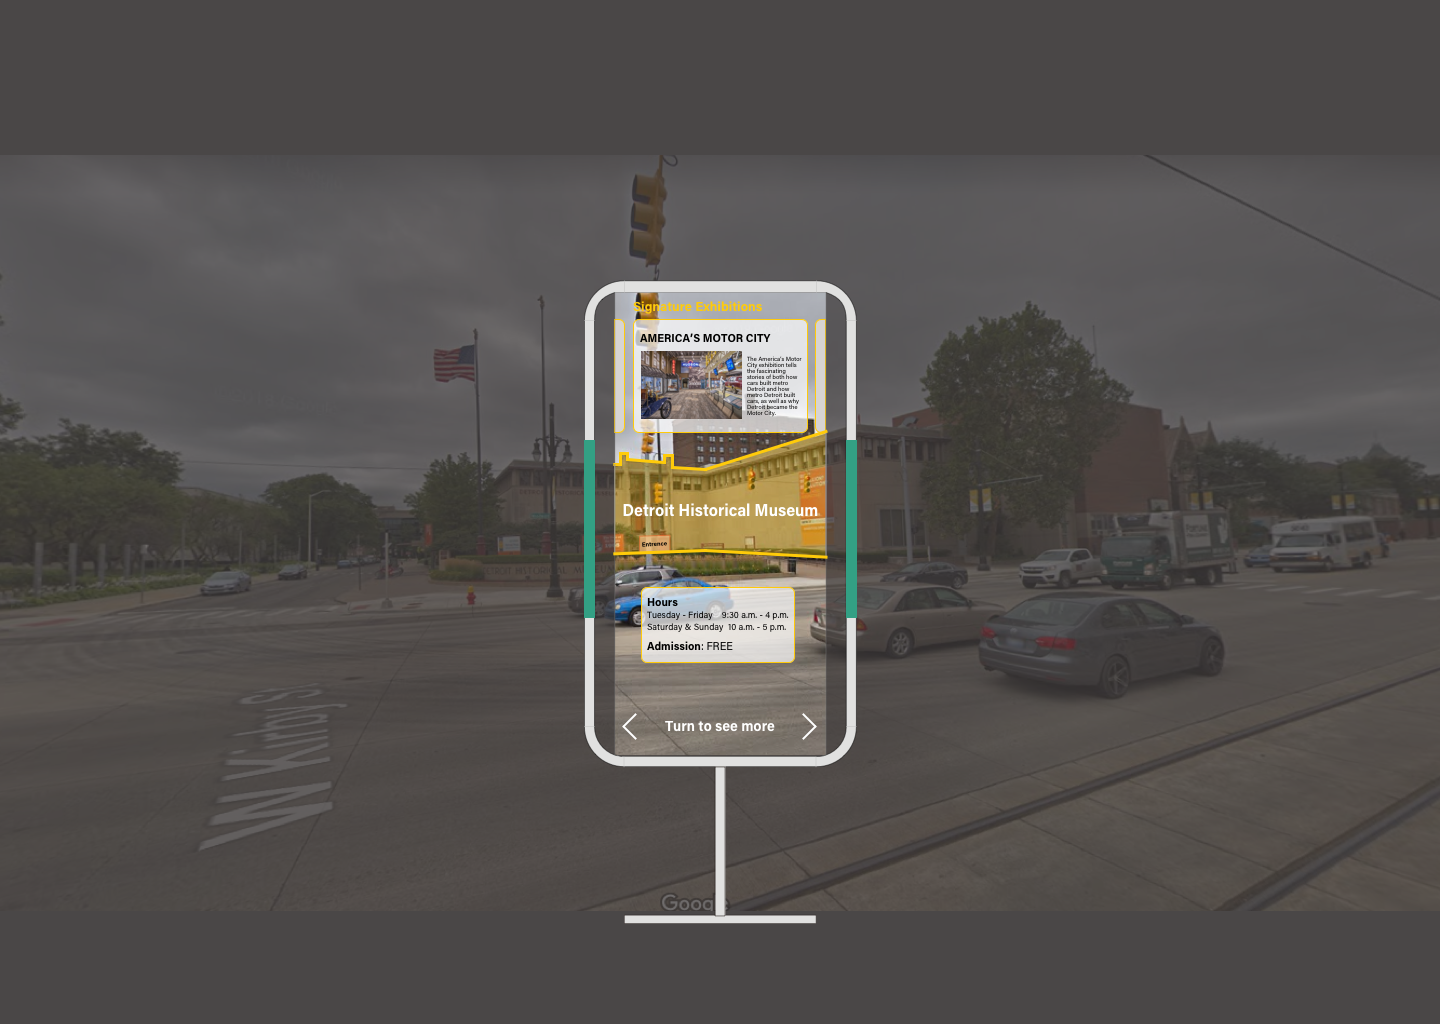 Signature Exhibitions
AMERICA'S MOTOR CITY
The America's Motor
City exhibition tells
the fascinating
stories of both how
cars built metro
Detroit and how
metro Detroit built
cars, as well as why
Detroit became the
Motor City.
Detroit Historical Museum
Entrance
Hours
Tuesday - Friday 9:30 a.m. - 4 p.m.
Saturday & Sunday 10 a.m. - 5 p.m.
Admission: FREE
Turn to see more
W Kirby St
Google